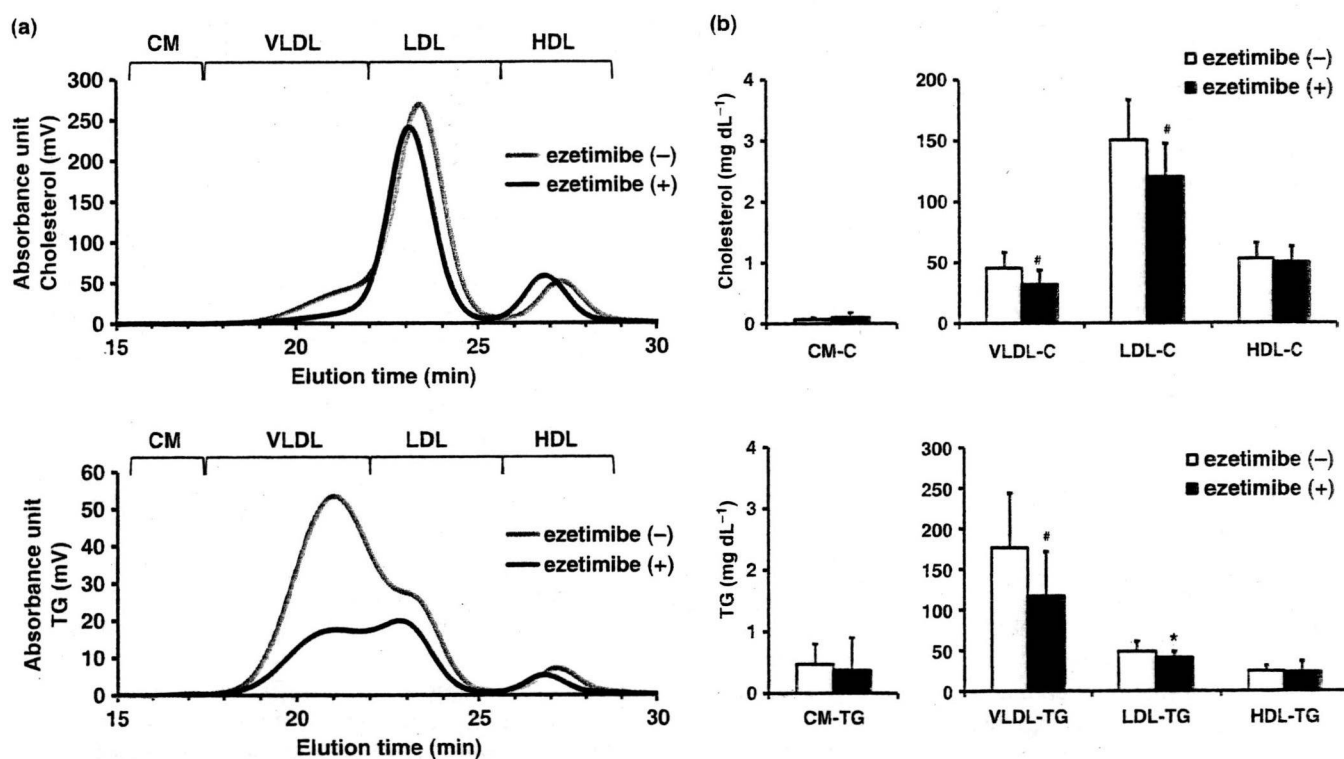 (a)
CM VLDL LDL HDL
300
250
200
150
100
50
0
Absorbance unit
Cholesterol (mV)
ezetimibe (–)
ezetimibe (+)
15 20 25 30
Elution time (min)
CM VLDL LDL HDL
60
50
40
30
20
10
0
Absorbance unit
TG (mV)
ezetimibe (–)
ezetimibe (+)
15 20 25 30
Elution time (min)
(b)
4
3
2
1
0
Cholesterol (mg dL⁻¹)
CM-C
200
150
100
50
0
ezetimibe (–)
ezetimibe (+)
#
#
VLDL-C LDL-C HDL-C
4
3
2
1
0
TG (mg dL⁻¹)
CM-TG
300
250
200
150
100
50
0
ezetimibe (–)
ezetimibe (+)
#
*
VLDL-TG LDL-TG HDL-TG